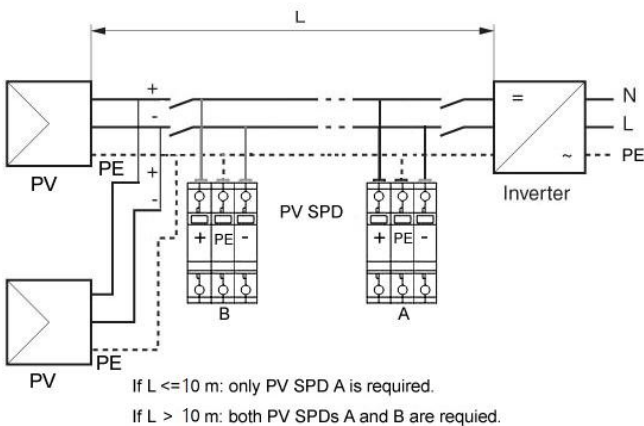 L
+
-
=
N
L
PE
~
PE
PV
+
-
PV SPD
Inverter
+ PE -
+ PE -
B
A
PE
PV
If L <=10 m: only PV SPD A is required.
If L > 10 m: both PV SPDs A and B are requied.